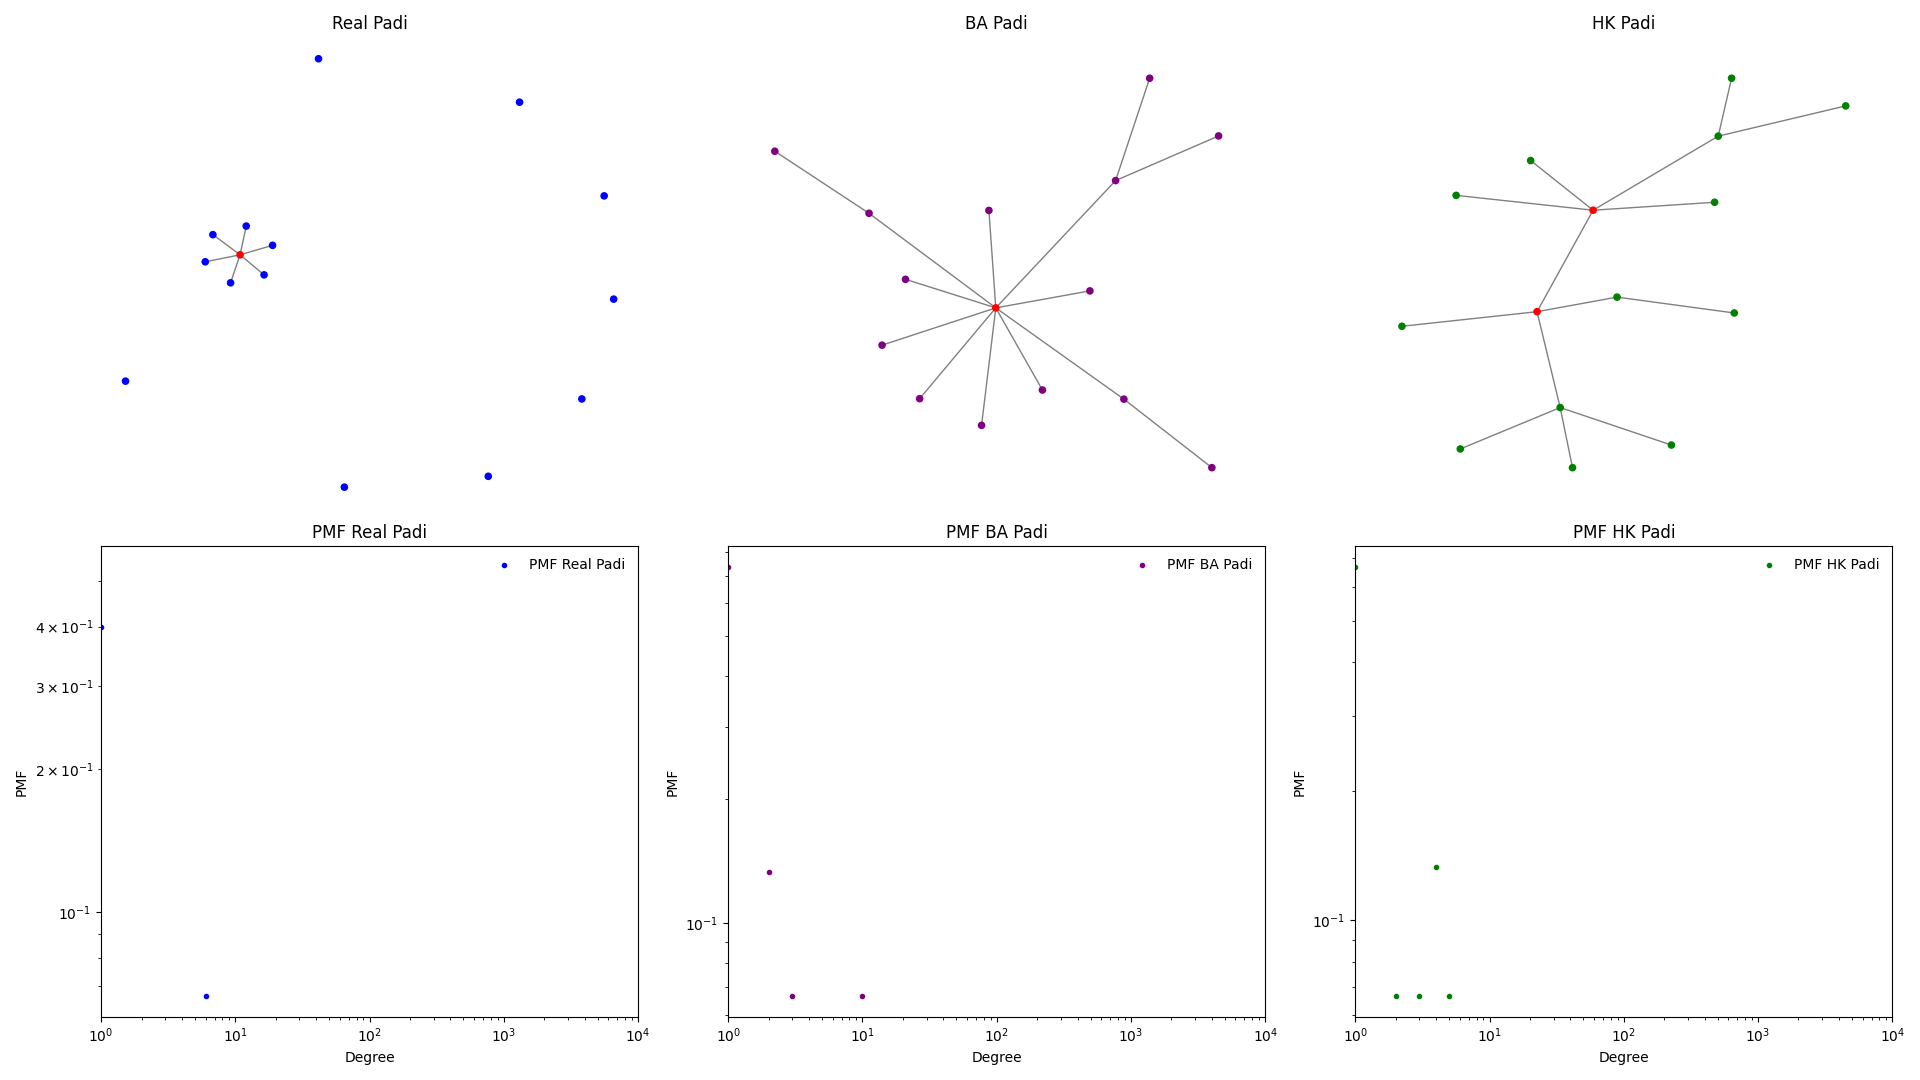 Real Padi
BA Padi
HK Padi
PMF Real Padi
PMF Real Padi
4 × 10⁻¹
3 × 10⁻¹
2 × 10⁻¹
10⁻¹
PMF
10⁰ 10¹ 10² 10³ 10⁴
Degree
PMF BA Padi
PMF BA Padi
10⁻¹
PMF
10⁰ 10¹ 10² 10³ 10⁴
Degree
PMF HK Padi
PMF HK Padi
10⁻¹
PMF
10⁰ 10¹ 10² 10³ 10⁴
Degree